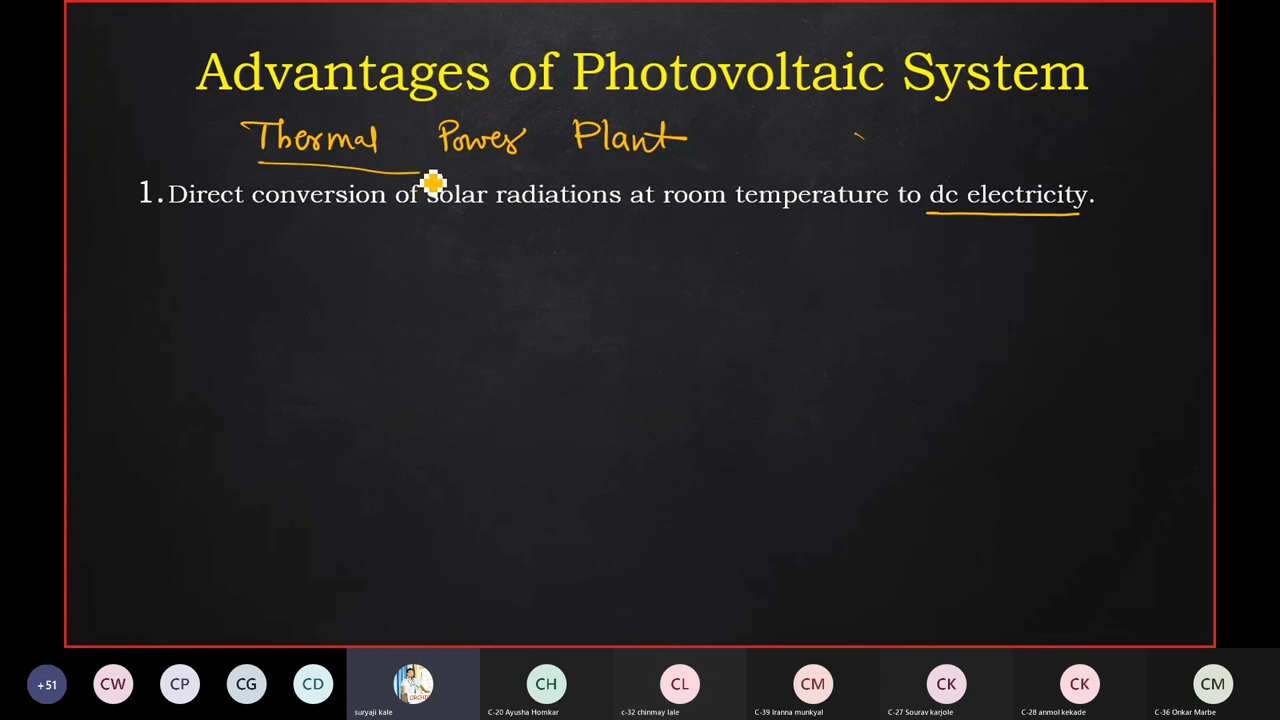 Advantages of Photovoltaic System
Thermal Power Plant
1. Direct conversion of solar radiations at room temperature to dc electricity.
+51
CW
CP
CG
CD
suryaji kale
CH
C-20 Ayusha Homkar
CL
c-32 chinmay lale
CM
C-39 Iranna munkyal
CK
C-27 Sourav karjole
CK
C-28 anmol kekade
CM
C-36 Onkar Marbe